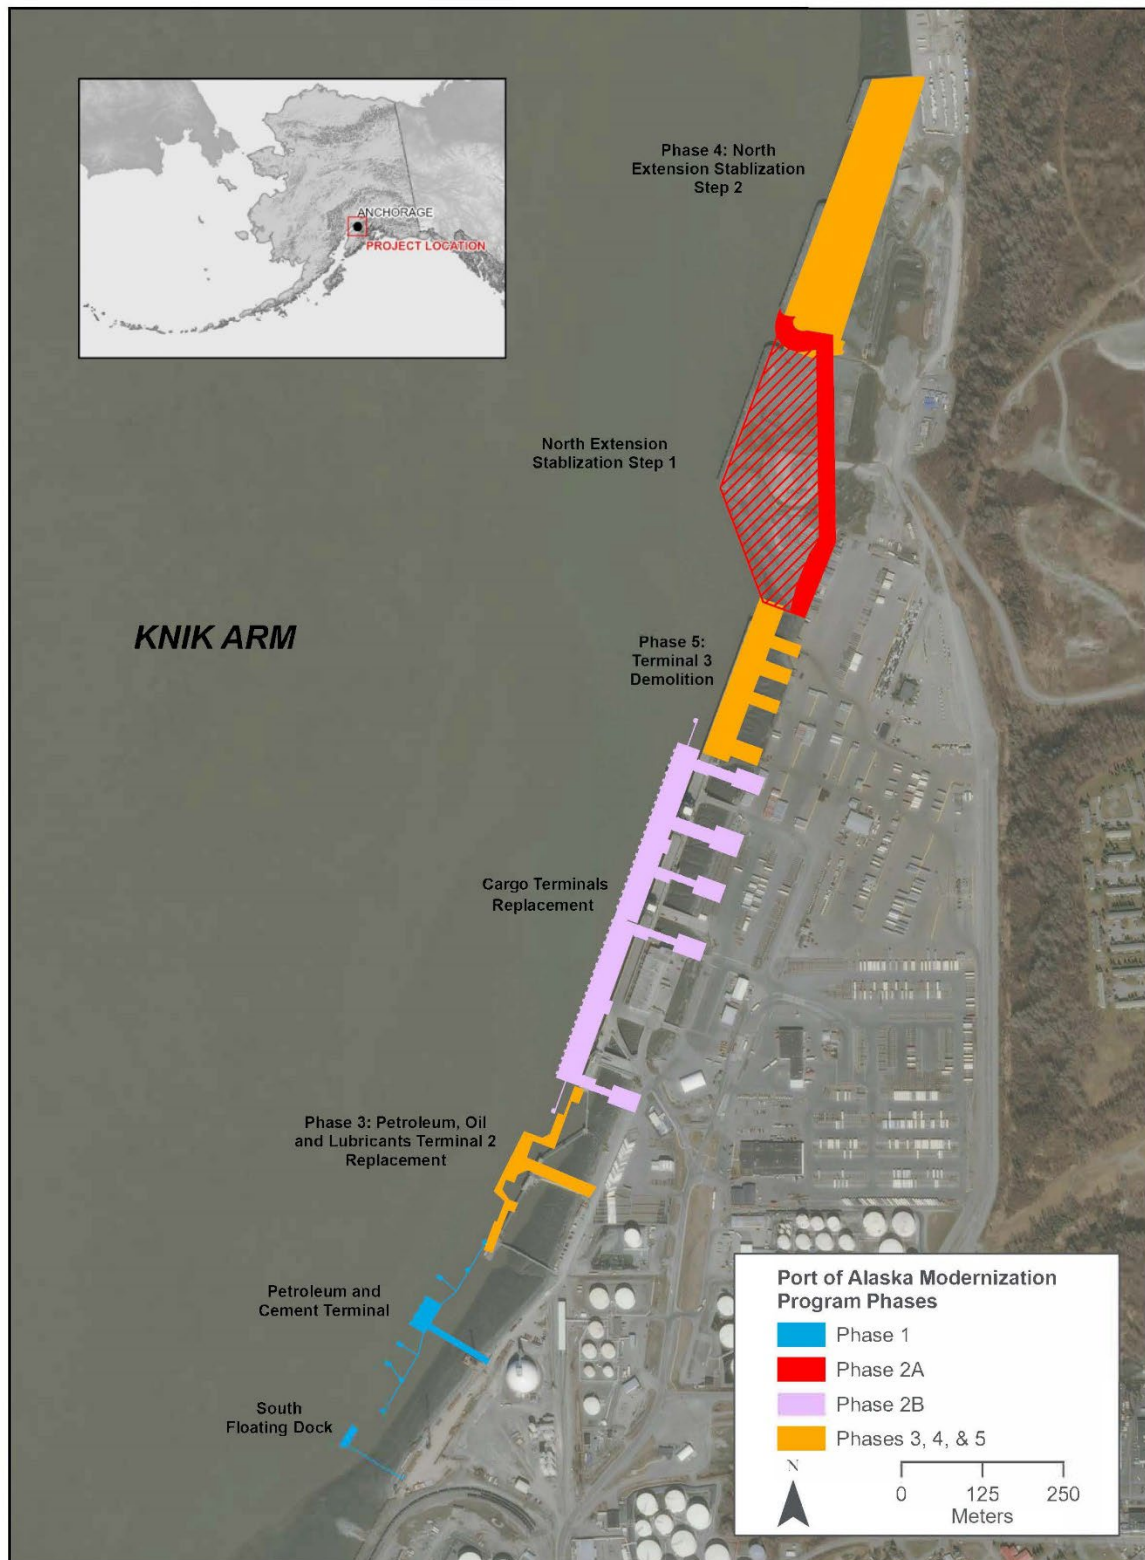 ANCHORAGE
PROJECT LOCATION
Phase 4: North
Extension Stablization
Step 2
North Extension
Stablization Step 1
KNIK ARM
Phase 5:
Terminal 3
Demolition
Cargo Terminals
Replacement
Phase 3: Petroleum, Oil
and Lubricants Terminal 2
Replacement
Petroleum and
Cement Terminal
South
Floating Dock
Port of Alaska Modernization
Program Phases
Phase 1
Phase 2A
Phase 2B
Phases 3, 4, & 5
N
0 125 250
Meters